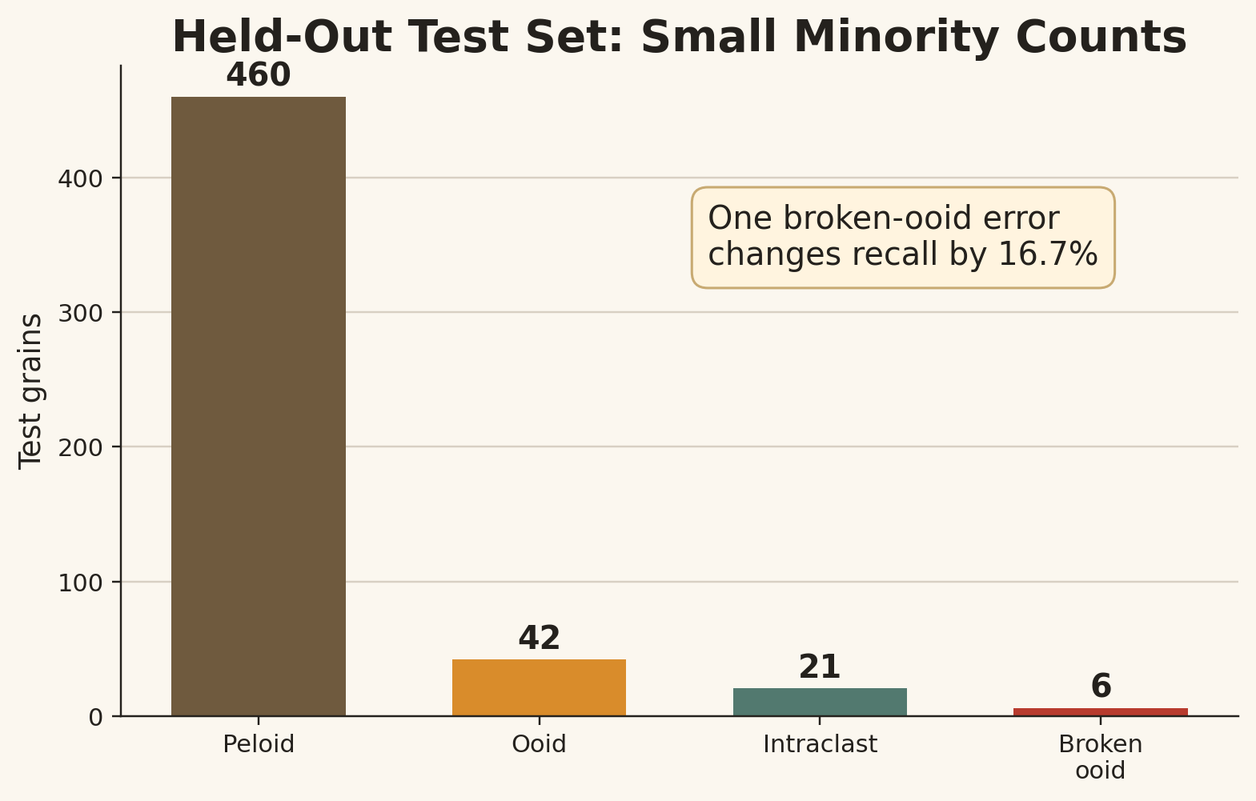 Held-Out Test Set: Small Minority Counts
460
400
One broken-ooid error
changes recall by 16.7%
300
Test grains
200
100
42
21
6
0
Peloid
Ooid
Intraclast
Broken
ooid